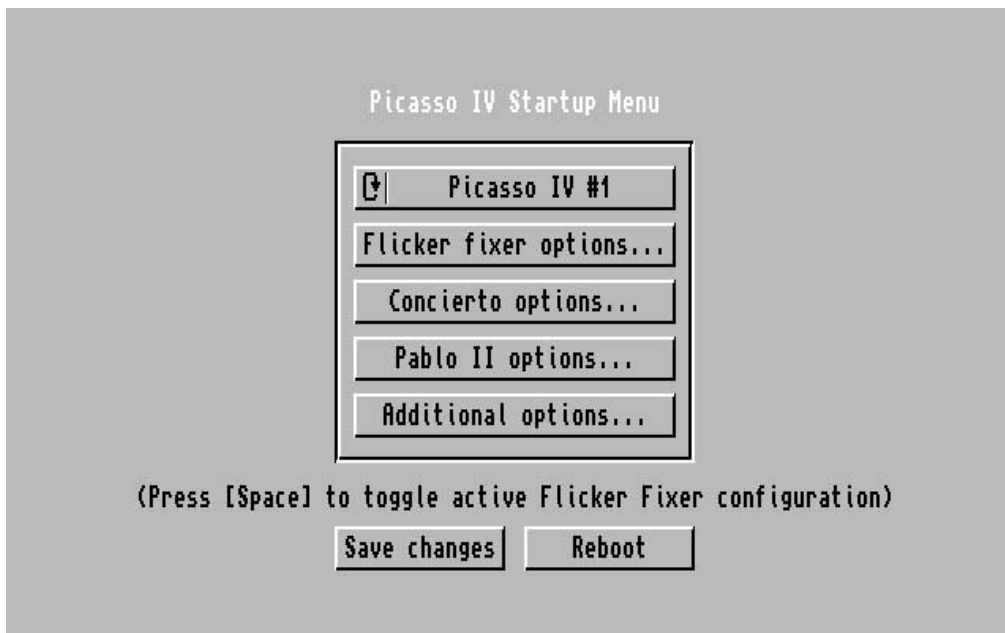 Picasso IV Startup Menu
Picasso IV #1
Flicker fixer options...
Concierto options...
Pablo II options...
Additional options...
(Press [Space] to toggle active Flicker Fixer configuration)
Save changes Reboot